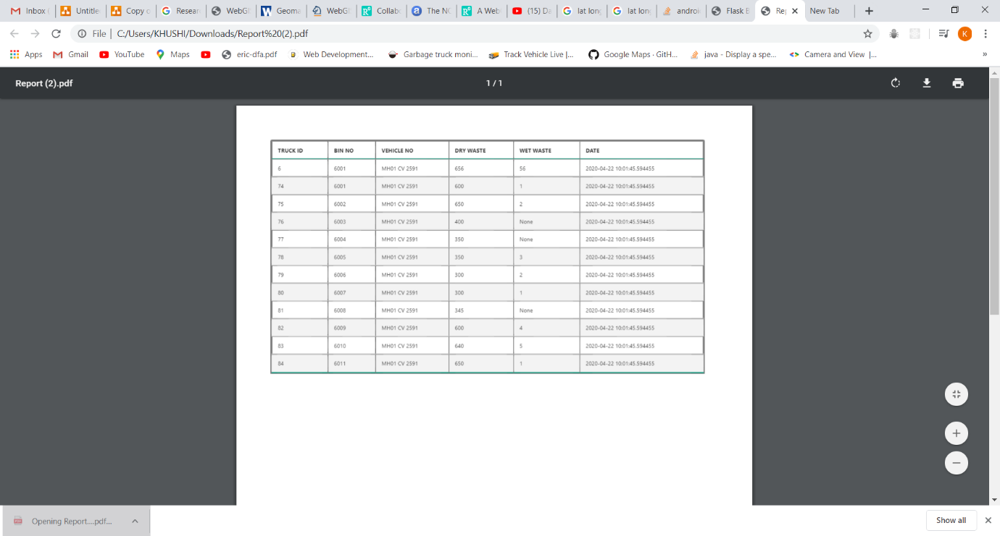 Inbox (
Untitle
Copy o
Resear
WebGI
Geoma
WebGI
Collabo
The NC
A Web
(15) Da
lat long
lat long
androi
Flask B
Rep
New Tab
File | C:/Users/KHUSHI/Downloads/Report%20(2).pdf
K
Apps
Gmail
YouTube
Maps
eric-dfa.pdf
Web Development...
Garbage truck moni...
Track Vehicle Live |...
Google Maps · GitH...
java - Display a spe...
Camera and View |...
»
Report (2).pdf
1 / 1
TRUCK ID BIN NO VEHICLE NO DRY WASTE WET WASTE DATE
6 6001 MH01 CV 2591 656 56 2020-04-22 10:01:45.594455
74 6001 MH01 CV 2591 600 1 2020-04-22 10:01:45.594455
75 6002 MH01 CV 2591 650 2 2020-04-22 10:01:45.594455
76 6003 MH01 CV 2591 400 None 2020-04-22 10:01:45.594455
77 6004 MH01 CV 2591 350 None 2020-04-22 10:01:45.594455
78 6005 MH01 CV 2591 350 3 2020-04-22 10:01:45.594455
79 6006 MH01 CV 2591 300 2 2020-04-22 10:01:45.594455
80 6007 MH01 CV 2591 300 1 2020-04-22 10:01:45.594455
81 6008 MH01 CV 2591 345 None 2020-04-22 10:01:45.594455
82 6009 MH01 CV 2591 600 4 2020-04-22 10:01:45.594455
83 6010 MH01 CV 2591 640 5 2020-04-22 10:01:45.594455
84 6011 MH01 CV 2591 650 1 2020-04-22 10:01:45.594455
Opening Report....pdf...
Show all